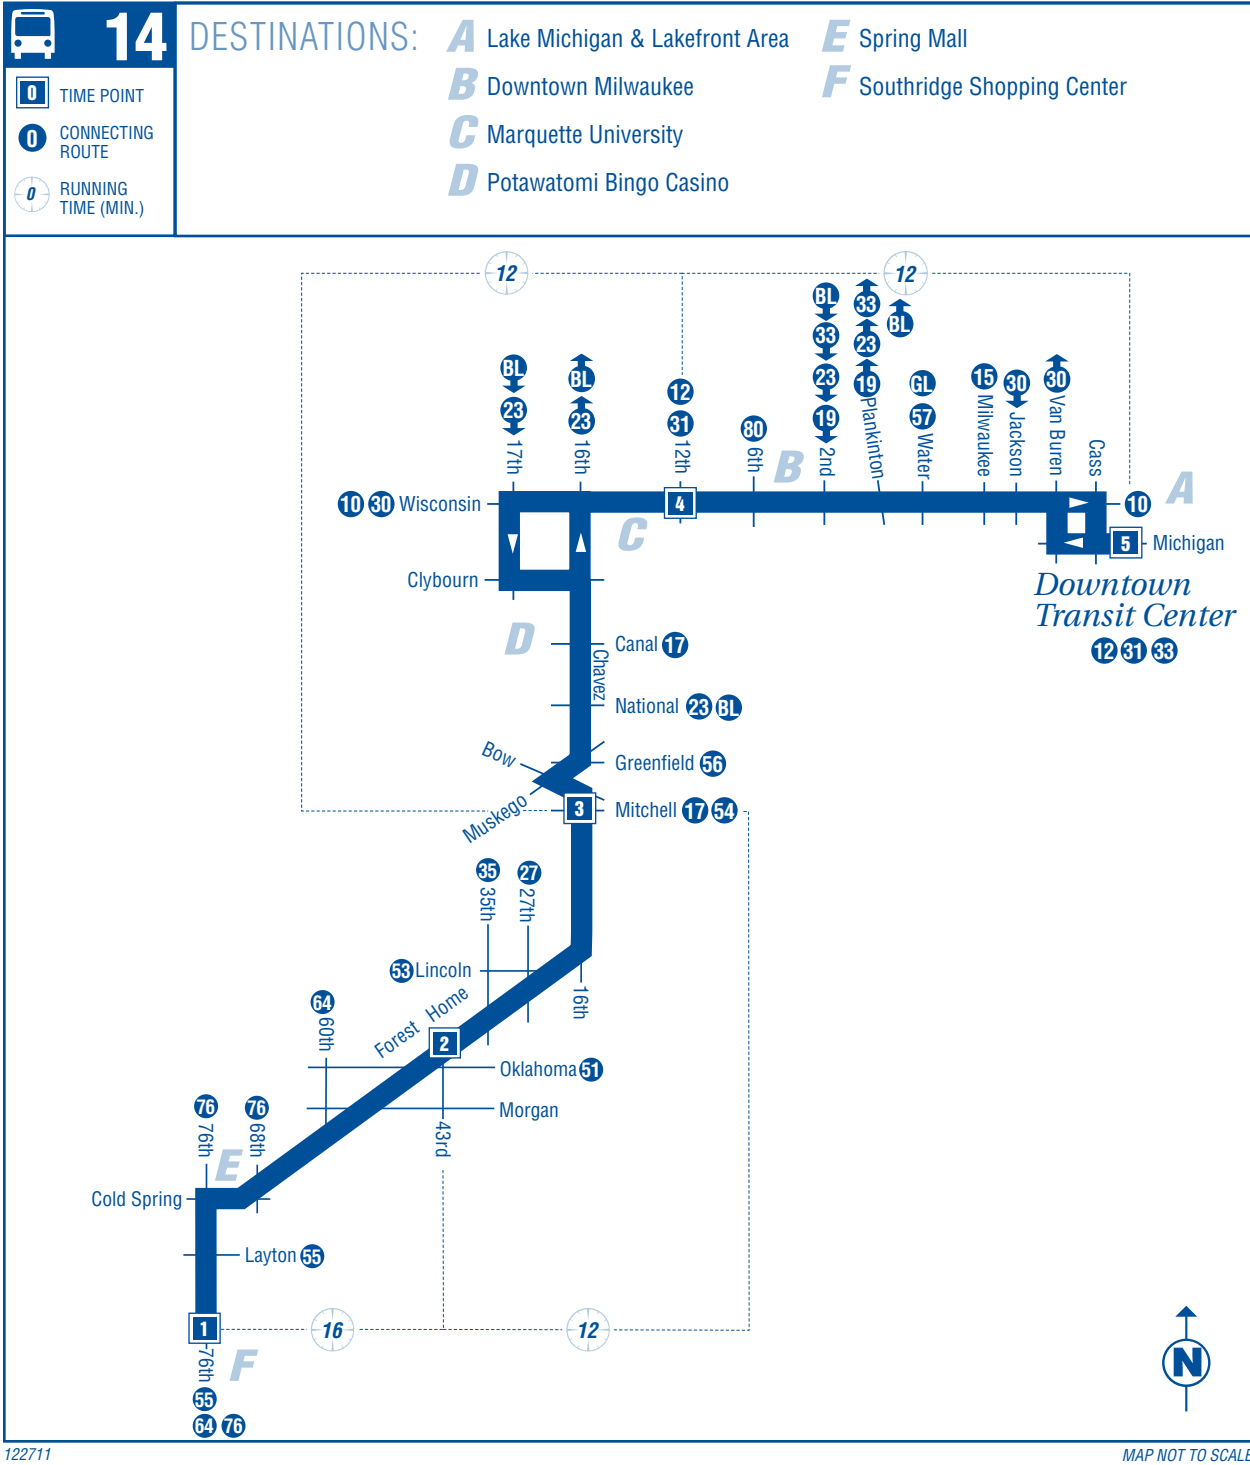 14
DESTINATIONS:
A Lake Michigan & Lakefront Area
B Downtown Milwaukee
C Marquette University
D Potawatomi Bingo Casino
E Spring Mall
F Southridge Shopping Center
0 TIME POINT
0 CONNECTING
ROUTE
0 RUNNING
TIME (MIN.)
12
12
BL
23
17th
BL
23
16th
12
31
12th
80
6th
B
BL
33
23
19
2nd
33
23
19
Plankinton
BL
GL
57
Water
15
Milwaukee
30
Jackson
30
Van Buren
Cass
A
10 30 Wisconsin
4
10
C
5 Michigan
Clybourn
Downtown
Transit Center
12 31 33
D
Canal 17
Chavez
National 23 BL
Bow
Greenfield 56
Muskego
3 Mitchell 17 54
35
35th
27
27th
53 Lincoln
16th
64
60th
Forest Home
2
Oklahoma 51
Morgan
43rd
76
76th
76
68th
E
Cold Spring
Layton 55
1
16
12
76th
F
55
64 76
N
122711
MAP NOT TO SCALE